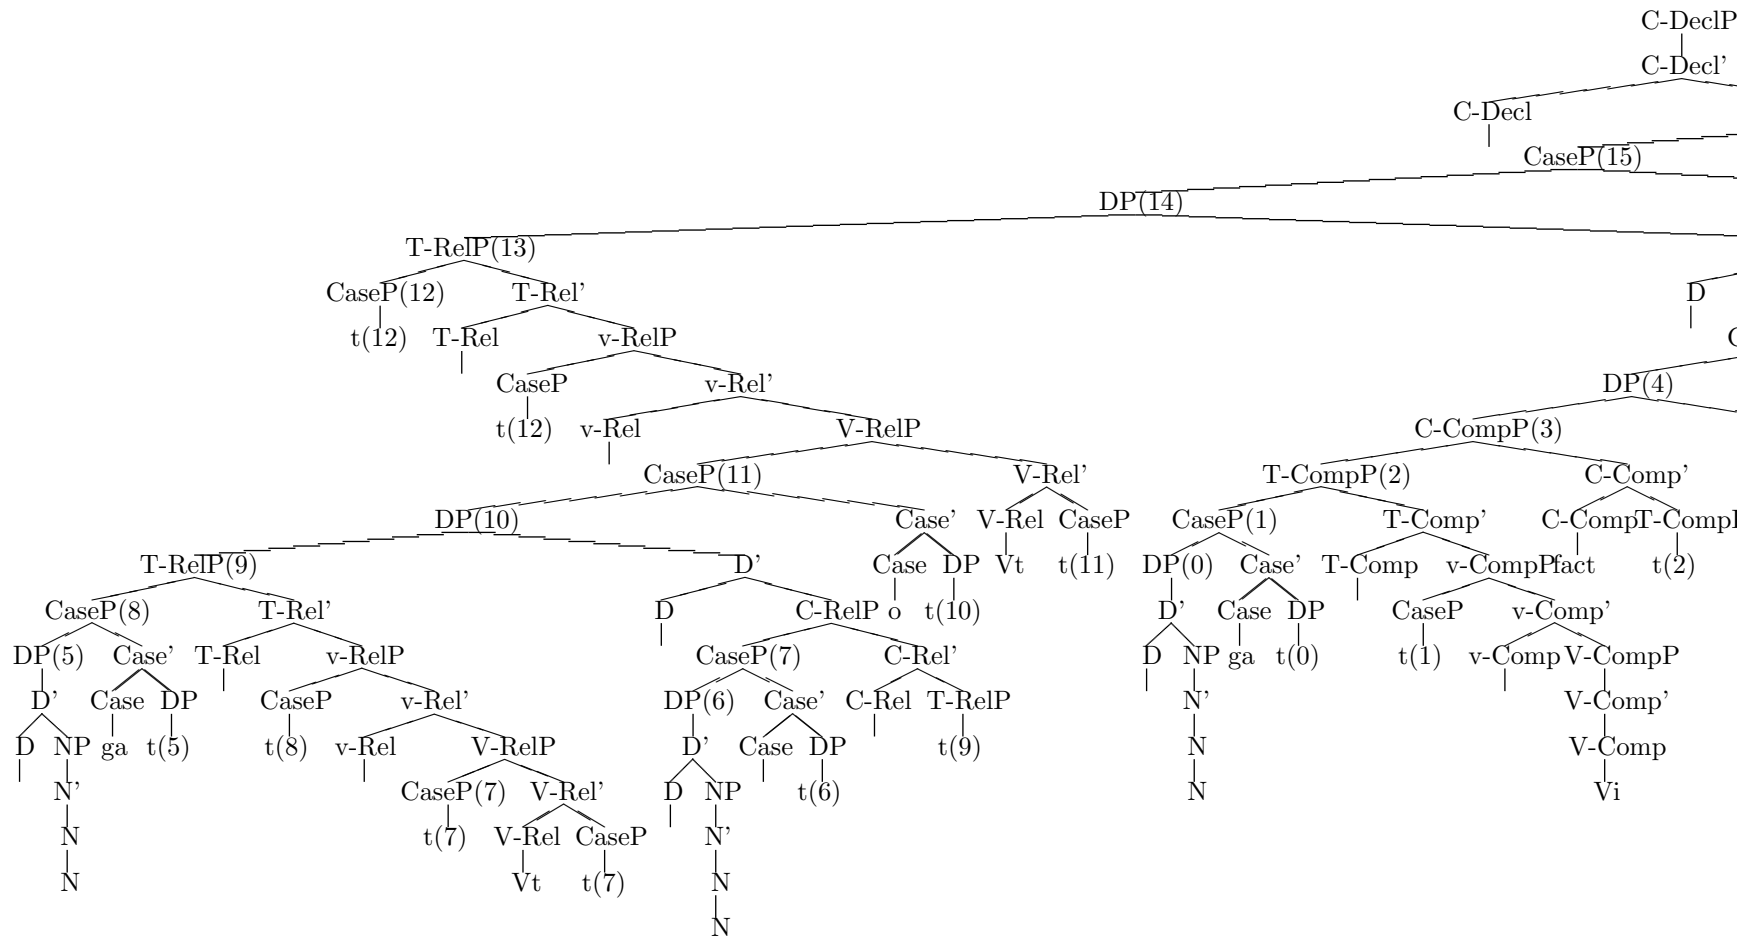 C-DeclP
C-Decl'
C-Decl
CaseP(15)
DP(14)
T-RelP(13)
CaseP(12) T-Rel' D
t(12) T-Rel v-RelP
CaseP v-Rel' DP(4)
t(12) v-Rel V-RelP C-CompP(3)
CaseP(11) V-Rel' T-CompP(2) C-Comp'
DP(10) Case' V-Rel CaseP CaseP(1) T-Comp' C-Comp T-CompP
T-RelP(9) D' Case DP Vt t(11) DP(0) Case' T-Comp v-CompP fact t(2)
CaseP(8) T-Rel' D C-RelP o t(10) D' Case DP CaseP v-Comp'
DP(5) Case' T-Rel v-RelP CaseP(7) C-Rel' D NP ga t(0) t(1) v-Comp V-CompP
D' Case DP CaseP v-Rel' DP(6) Case' C-Rel T-RelP N' V-Comp'
D NP ga t(5) t(8) v-Rel V-RelP D' Case DP t(9) N V-Comp
N' CaseP(7) V-Rel' D NP t(6) N Vi
N t(7) V-Rel CaseP N'
N Vt t(7) N
N